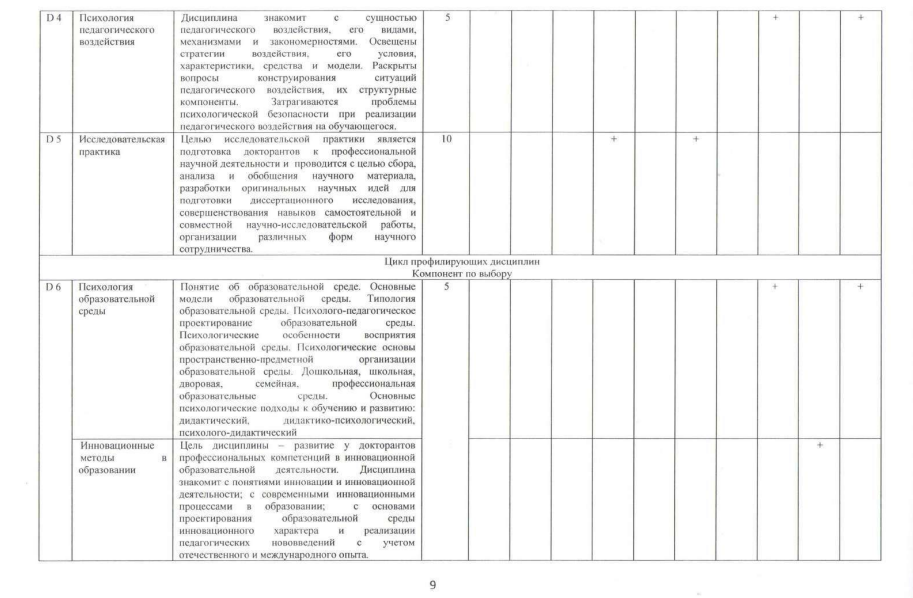 D 4 Психология Дисциплина знакомит с сущностью 5 + +
педагогического педагогического воздействия, его видами,
воздействия механизмами и закономерностями. Освещены
стратегии воздействия, его условия,
характеристики, средства и модели. Раскрыты
вопросы конструирования ситуаций
педагогического воздействия, их структурные
компоненты. Затрагиваются проблемы
психологической безопасности при реализации
педагогического воздействия на обучающегося.
D 5 Исследовательская Целью исследовательской практики является 10 + +
практика подготовка докторантов к профессиональной
научной деятельности и проводится с целью сбора,
анализа и обобщения научного материала,
разработки оригинальных научных идей для
подготовки диссертационного исследования,
совершенствования навыков самостоятельной и
совместной научно-исследовательской работы,
организации различных форм научного
сотрудничества.
Цикл профилирующих дисциплин
Компонент по выбору
D 6 Психология Понятие об образовательной среде. Основные 5 + +
образовательной модели образовательной среды. Типология
среды образовательной среды. Психолого-педагогическое
проектирование образовательной среды.
Психологические особенности восприятия
образовательной среды. Психологические основы
пространственно-предметной организации
образовательной среды. Дошкольная, школьная,
дворовая, семейная, профессиональная
образовательные среды. Основные
психологические подходы к обучению и развитию:
дидактический, дидактико-психологический,
психолого-дидактический
Инновационные Цель дисциплины – развитие у докторантов +
методы в профессиональных компетенций в инновационной
образовании образовательной деятельности. Дисциплина
знакомит с понятиями инновации и инновационной
деятельности; с современными инновационными
процессами в образовании; с основами
проектирования образовательной среды
инновационного характера и реализации
педагогических нововведений с учетом
отечественного и международного опыта.
9